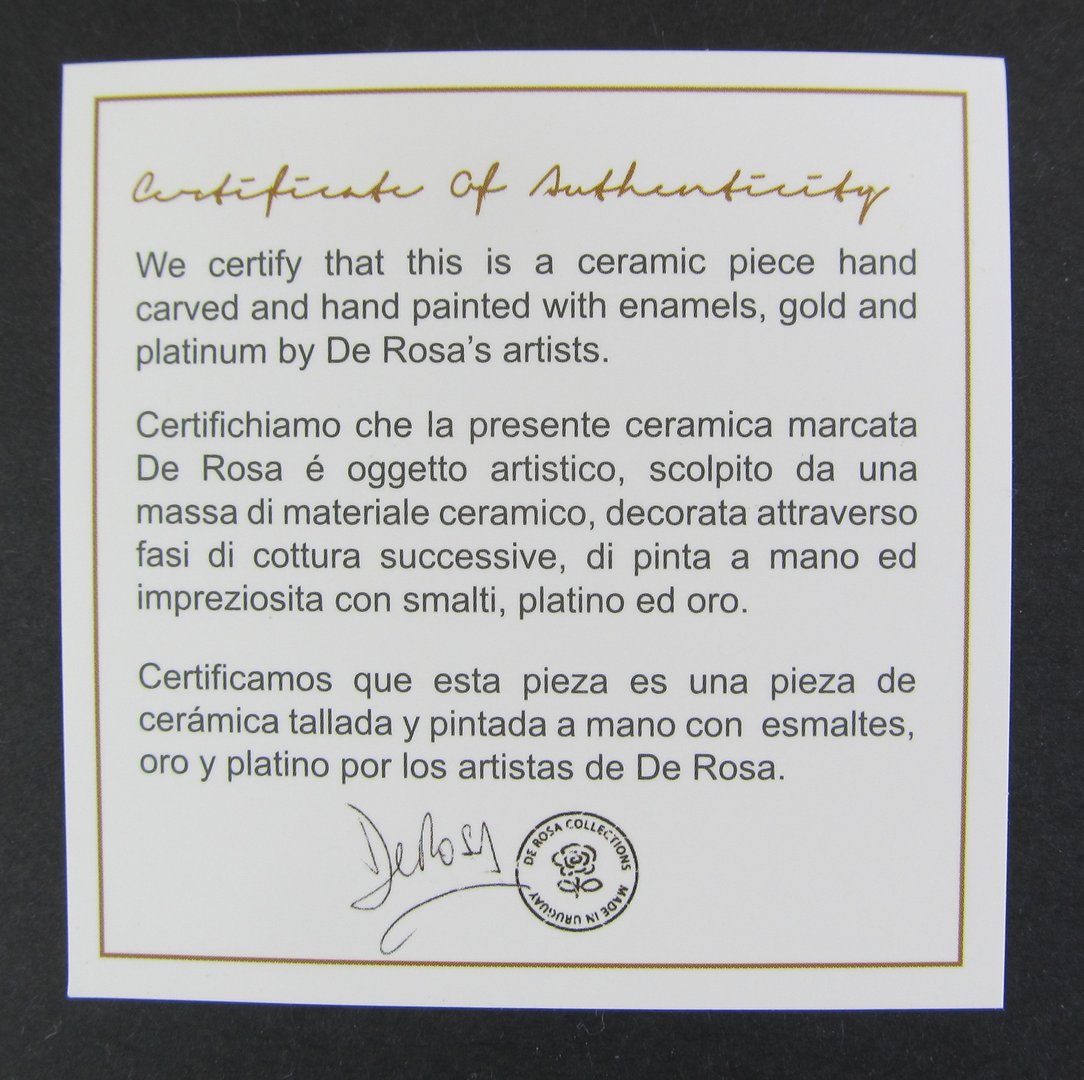 Certificate Of Authenticity
We certify that this is a ceramic piece hand
carved and hand painted with enamels, gold and
platinum by De Rosa's artists.
Certifichiamo che la presente ceramica marcata
De Rosa é oggetto artistico, scolpito da una
massa di materiale ceramico, decorata attraverso
fasi di cottura successive, di pinta a mano ed
impreziosita con smalti, platino ed oro.
Certificamos que esta pieza es una pieza de
cerámica tallada y pintada a mano con esmaltes,
oro y platino por los artistas de De Rosa.
De Rosa
DE ROSA COLLECTIONS
MADE IN URUGUAY